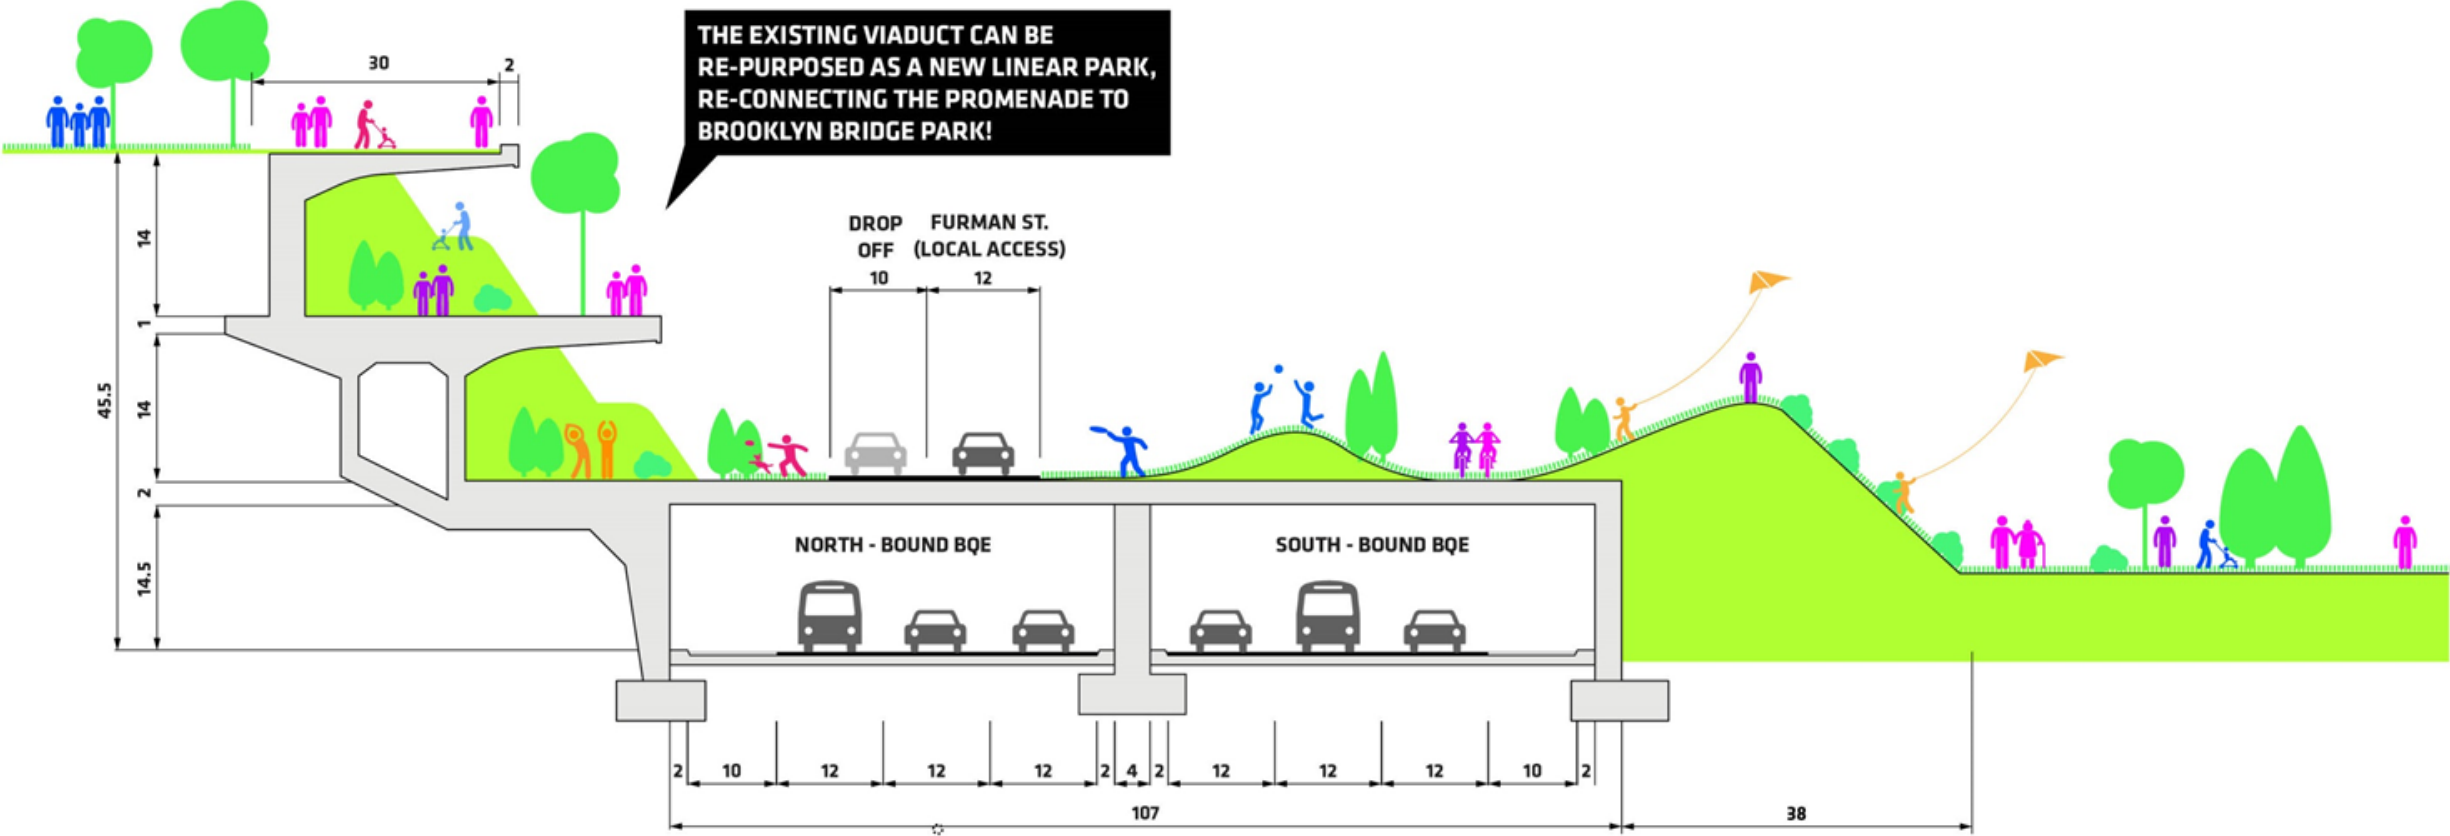 30
2
THE EXISTING VIADUCT CAN BE
RE-PURPOSED AS A NEW LINEAR PARK,
RE-CONNECTING THE PROMENADE TO
BROOKLYN BRIDGE PARK!
DROP
OFF
10
FURMAN ST.
(LOCAL ACCESS)
12
14
1
14
45.5
2
14.5
NORTH - BOUND BQE
SOUTH - BOUND BQE
2
10
12
12
12
2
4
2
12
12
12
10
2
107
38